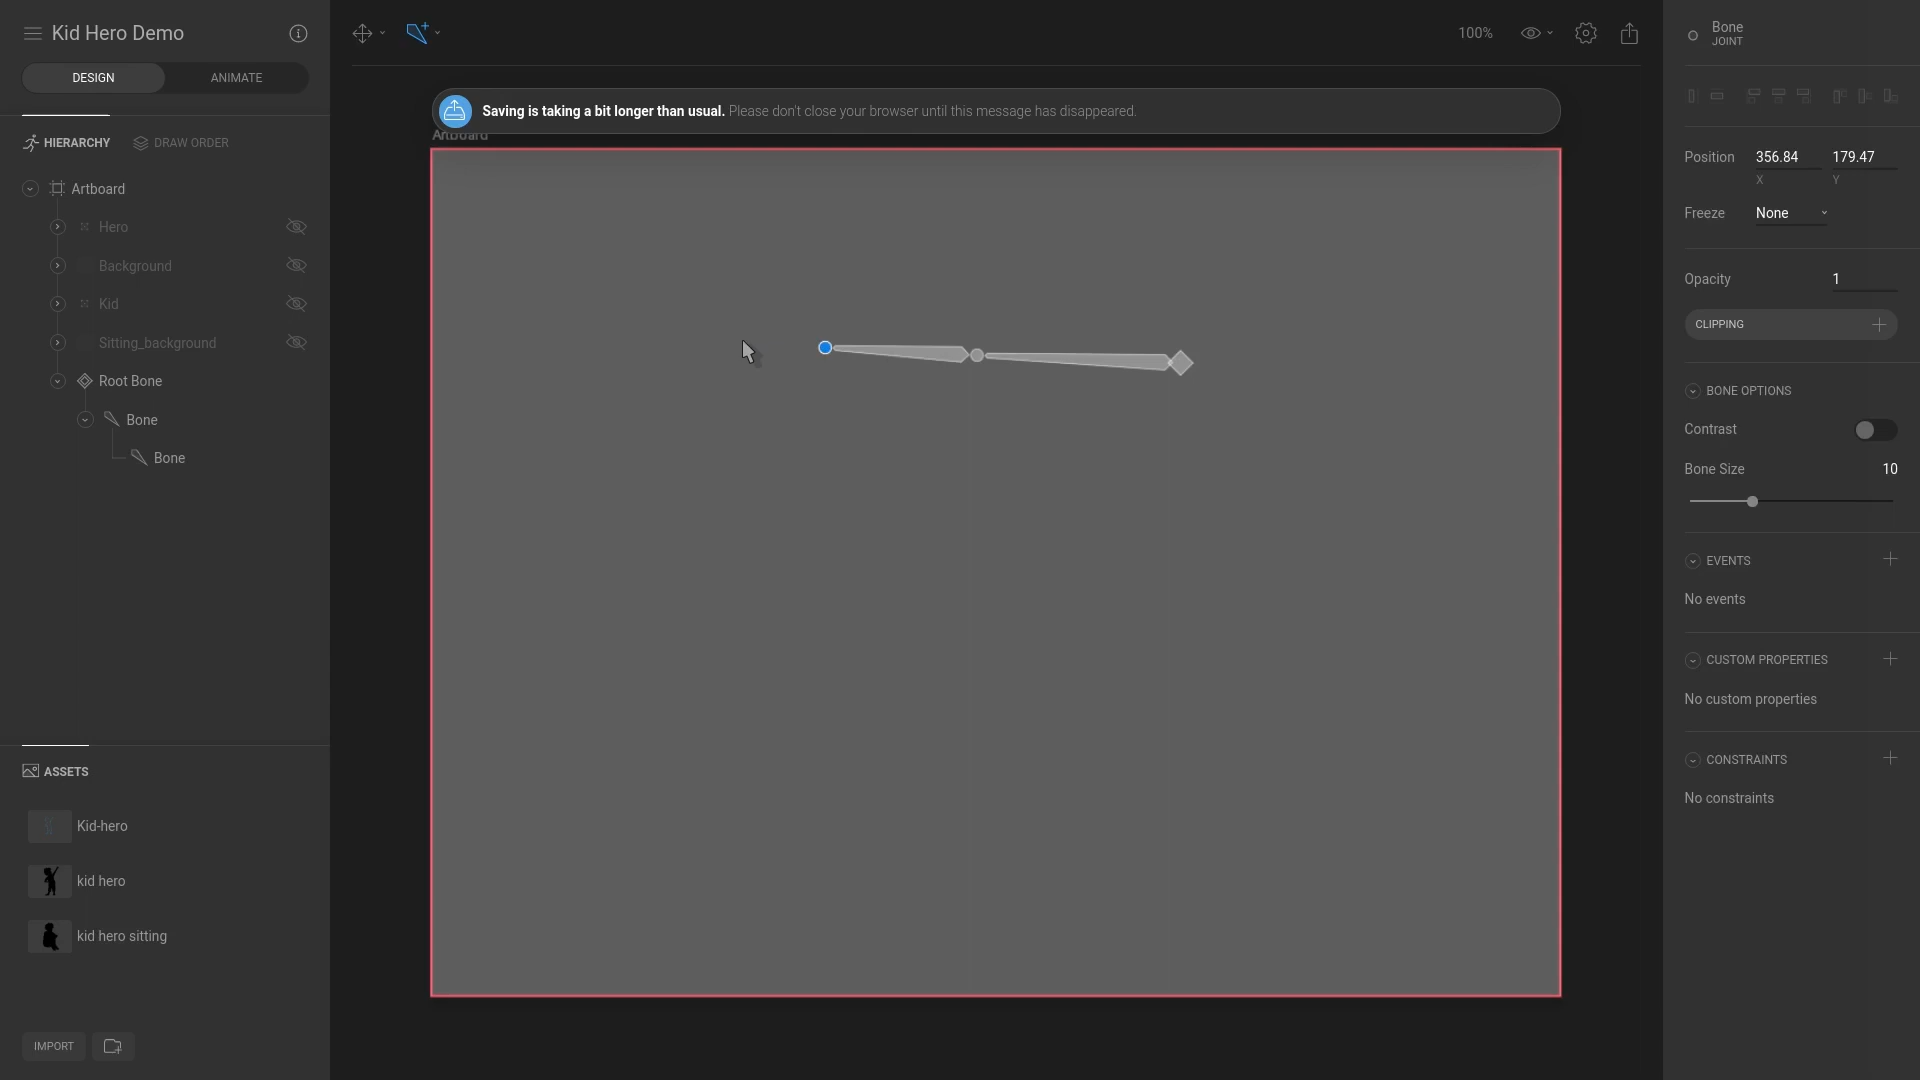 Kid Hero Demo
DESIGN
ANIMATE
HIERARCHY
DRAW ORDER
Artboard
Hero
Background
Kid
Sitting_background
Root Bone
Bone
Bone
ASSETS
Kid-hero
kid hero
kid hero sitting
IMPORT
100%
Saving is taking a bit longer than usual. Please don't close your browser until this message has disappeared.
Artboard
Bone
JOINT
Position 356.84 179.47
X Y
Freeze None
Opacity 1
CLIPPING
BONE OPTIONS
Contrast
Bone Size 10
EVENTS
No events
CUSTOM PROPERTIES
No custom properties
CONSTRAINTS
No constraints